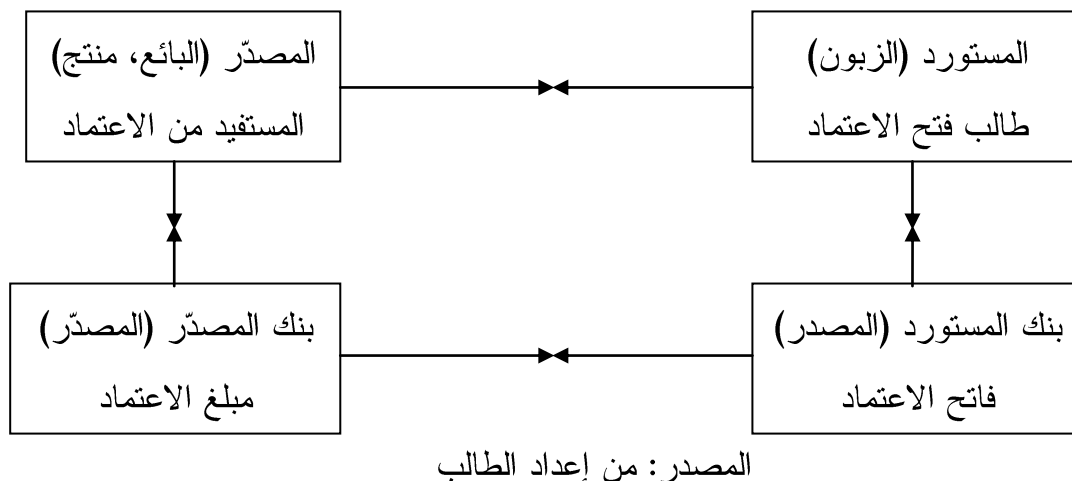 المستورد (الزبون)
طالب فتح الاعتماد
المصدّر (البائع، منتج)
المستفيد من الاعتماد
بنك المستورد (المصدر)
فاتح الاعتماد
بنك المصدّر (المصدّر)
مبلغ الاعتماد
المصدر: من إعداد الطالب